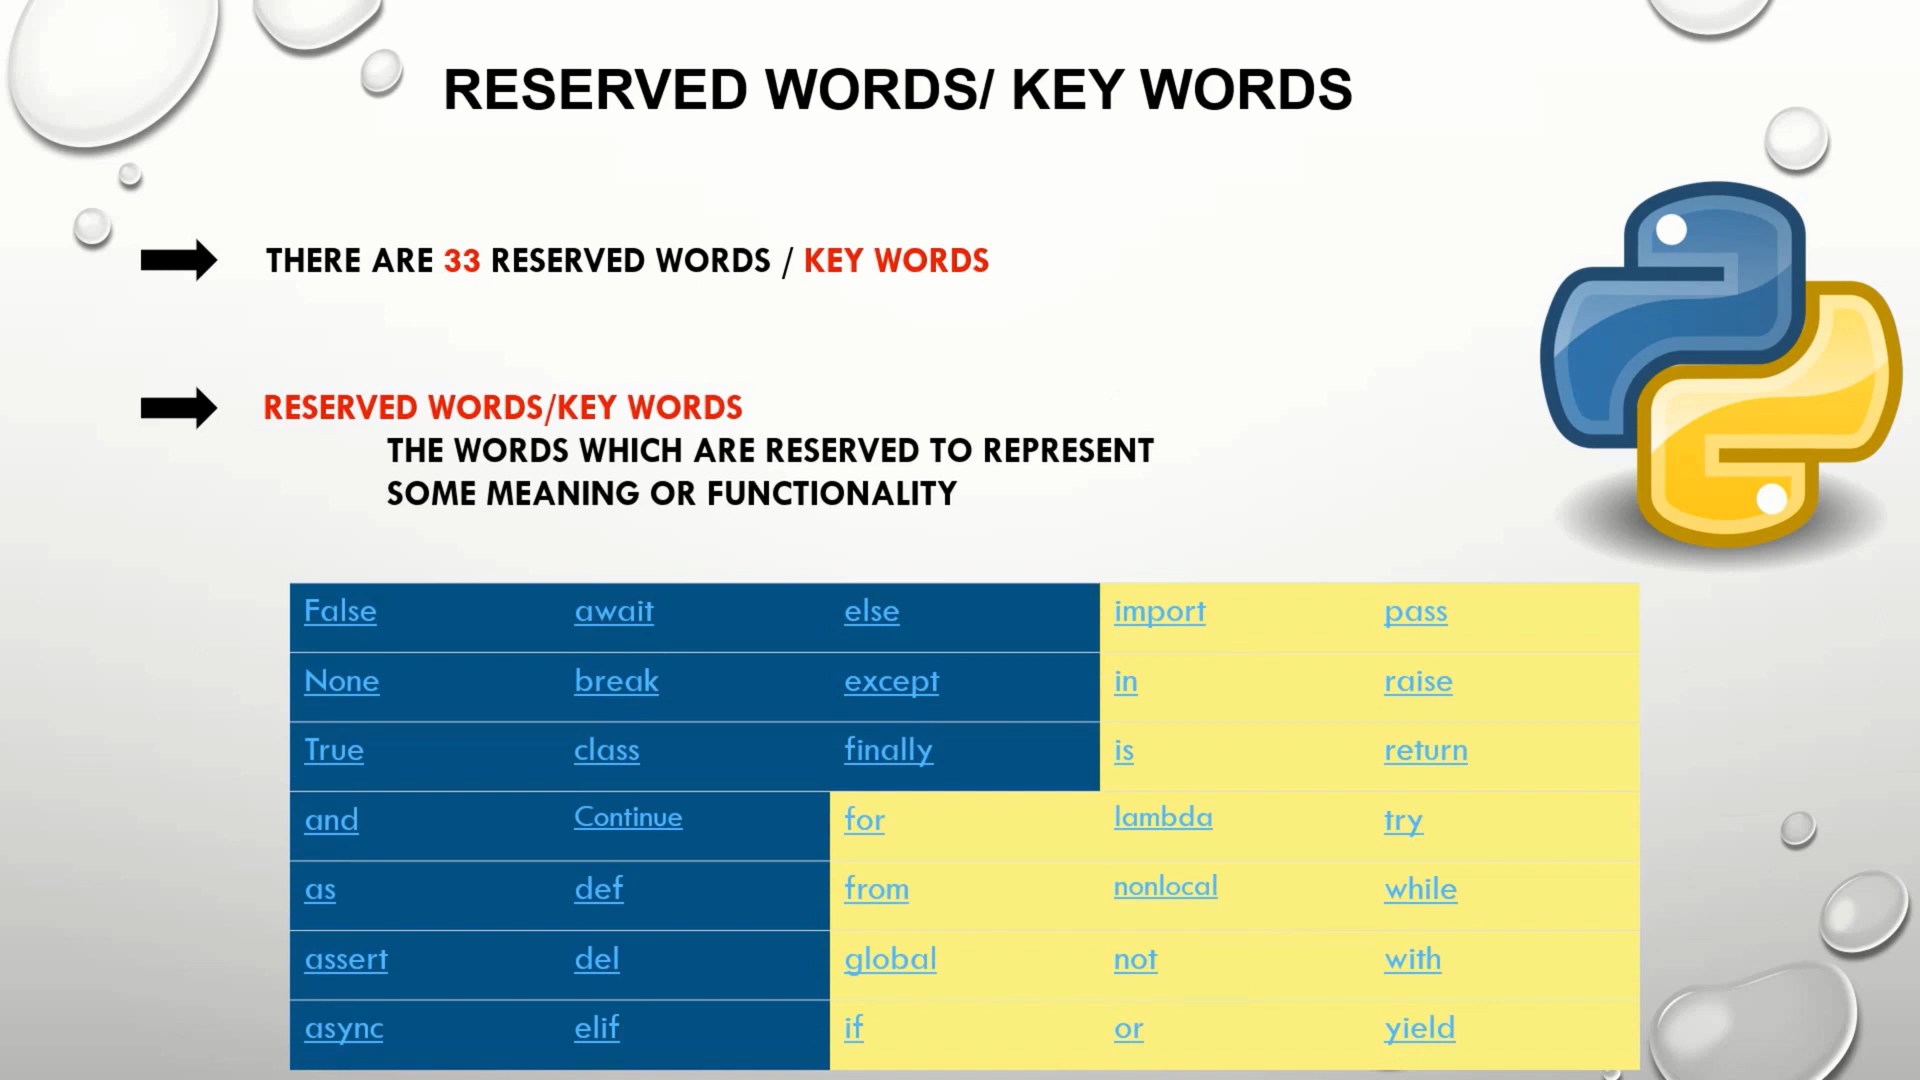 RESERVED WORDS/ KEY WORDS
THERE ARE 33 RESERVED WORDS / KEY WORDS
RESERVED WORDS/KEY WORDS
THE WORDS WHICH ARE RESERVED TO REPRESENT
SOME MEANING OR FUNCTIONALITY
False await else import pass
None break except in raise
True class finally is return
and Continue for lambda try
as def from nonlocal while
assert del global not with
async elif if or yield